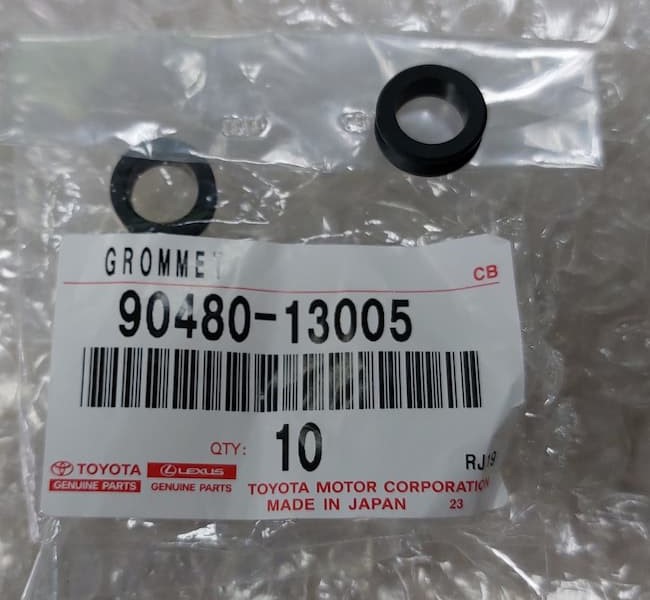 GROMMET
CB
90480-13005
QTY: 10
RJ19
TOYOTA LEXUS
GENUINE PARTS GENUINE PARTS
TOYOTA MOTOR CORPORATION
MADE IN JAPAN 23